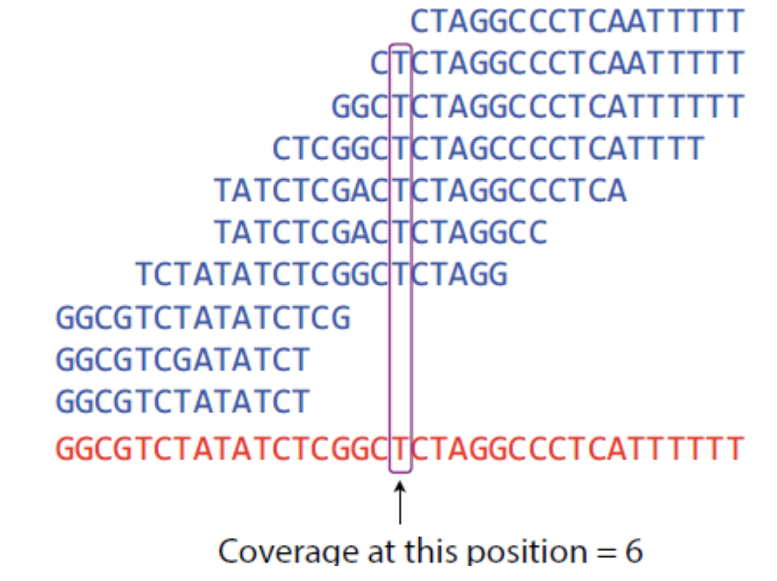 CTAGGCCCTCAATTTTT
CTCTAGGCCCTCAATTTTT
GGCTCTAGGCCCTCATTTTTT
CTCGGCTCTAGCCCCTCATTTT
TATCTCGACTCTAGGCCCTCA
TATCTCGACTCTAGGCC
TCTATATCTCGGCTCTAGG
GGCGTCTATATCTCG
GGCGTCGATATCT
GGCGTCTATATCT
GGCGTCTATATCTCGGCTCTAGGCCCTCATTTTTT
Coverage at this position = 6